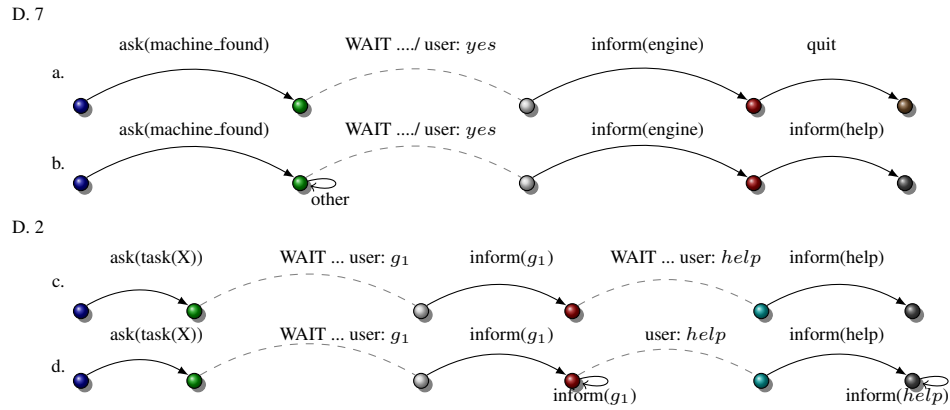 D. 7
ask(machine_found) WAIT ..../ user: yes inform(engine) quit
a.
ask(machine_found) WAIT ..../ user: yes inform(engine) inform(help)
b.
other
D. 2
ask(task(X)) WAIT ... user: g₁ inform(g₁) WAIT ... user: help inform(help)
c.
ask(task(X)) WAIT ... user: g₁ inform(g₁) user: help inform(help)
d.
inform(g₁) inform(help)